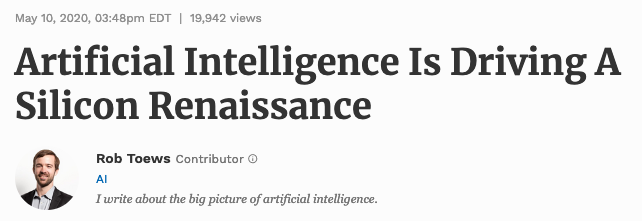 May 10, 2020, 03:48pm EDT | 19,942 views
Artificial Intelligence Is Driving A
Silicon Renaissance
Rob Toews Contributor ⓘ
AI
I write about the big picture of artificial intelligence.